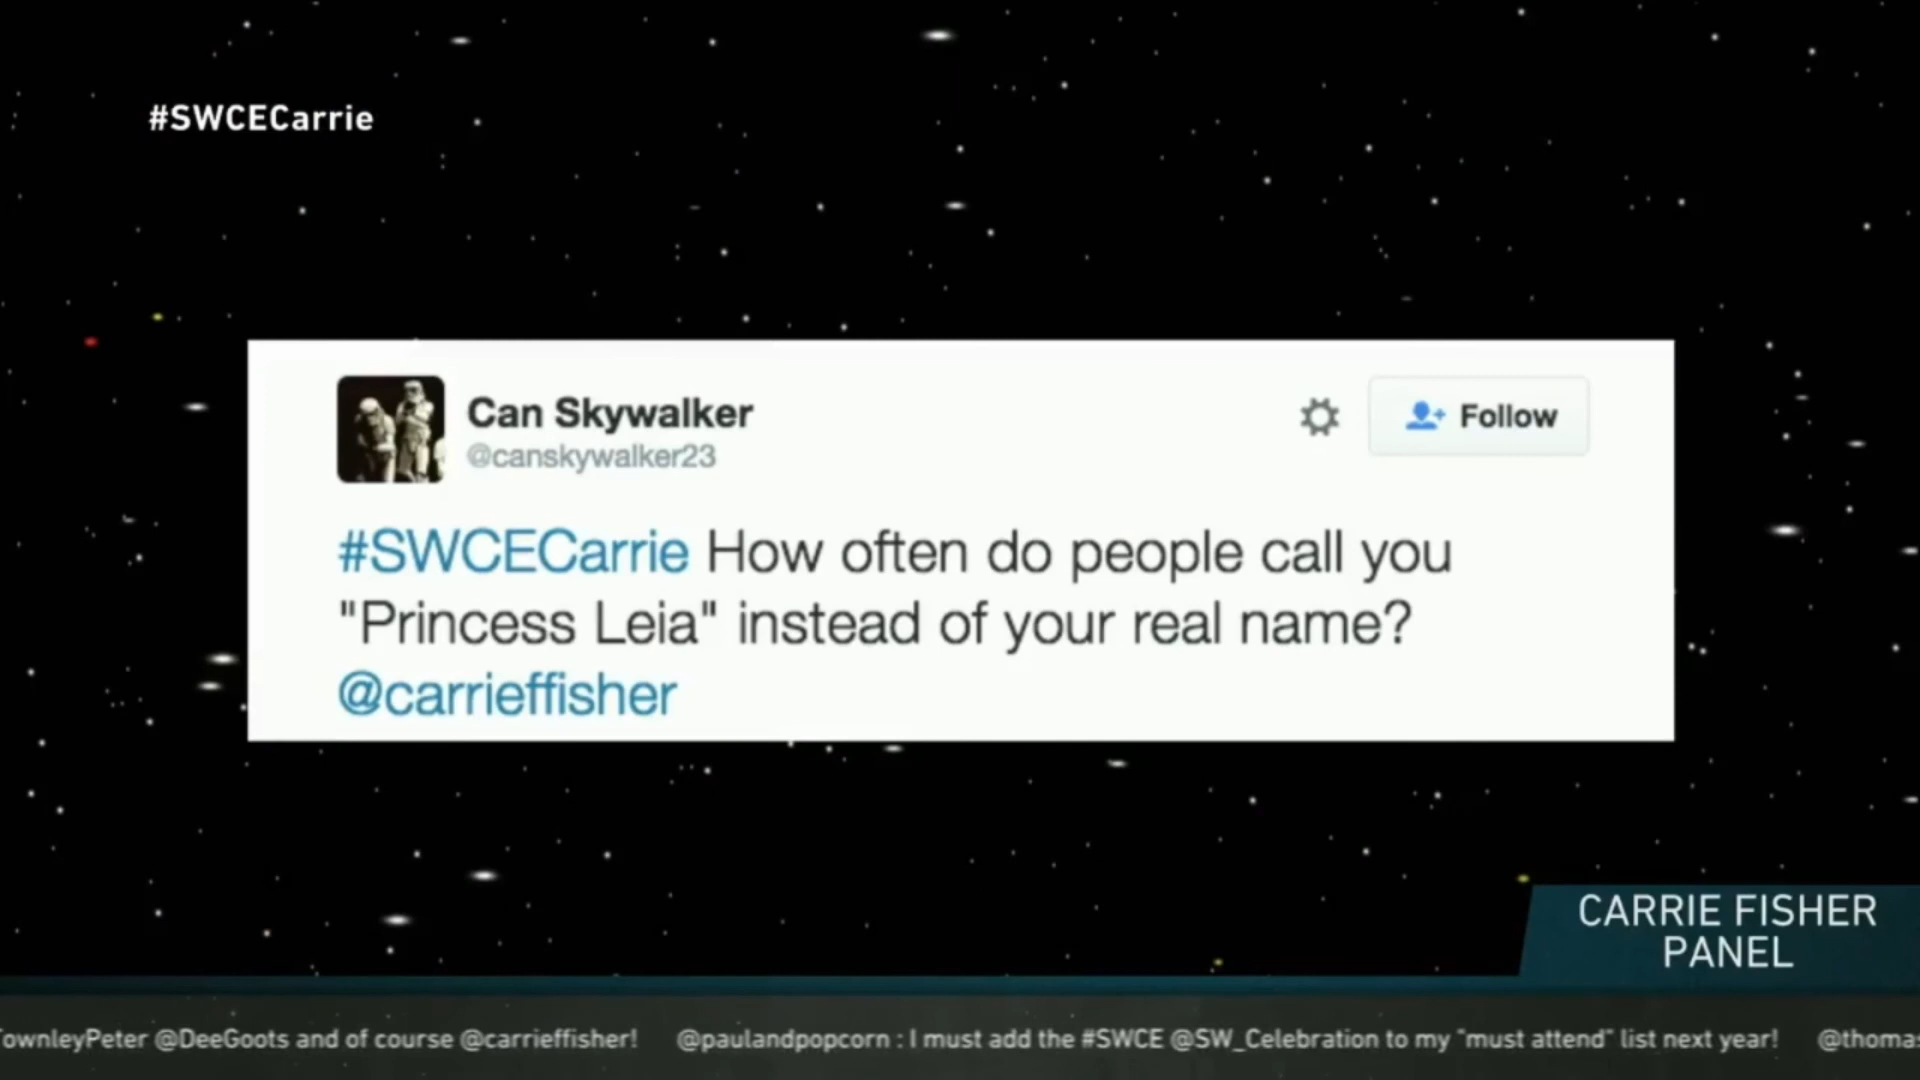 #SWCECarrie
Can Skywalker
@canskywalker23
Follow
#SWCECarrie How often do people call you
"Princess Leia" instead of your real name?
@carrieffisher
CARRIE FISHER
PANEL
ownleyPeter @DeeGoots and of course @carrieffisher! @paulandpopcorn : I must add the #SWCE @SW_Celebration to my "must attend" list next year! @thomas